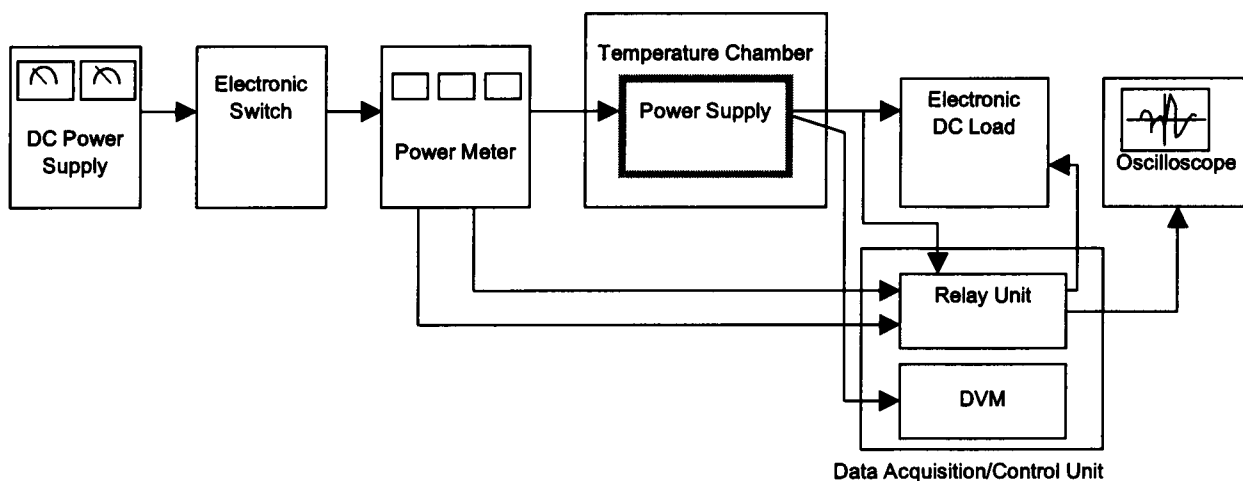 DC Power
Supply
Electronic
Switch
Power Meter
Temperature Chamber
Power Supply
Electronic
DC Load
Oscilloscope
Relay Unit
DVM
Data Acquisition/Control Unit